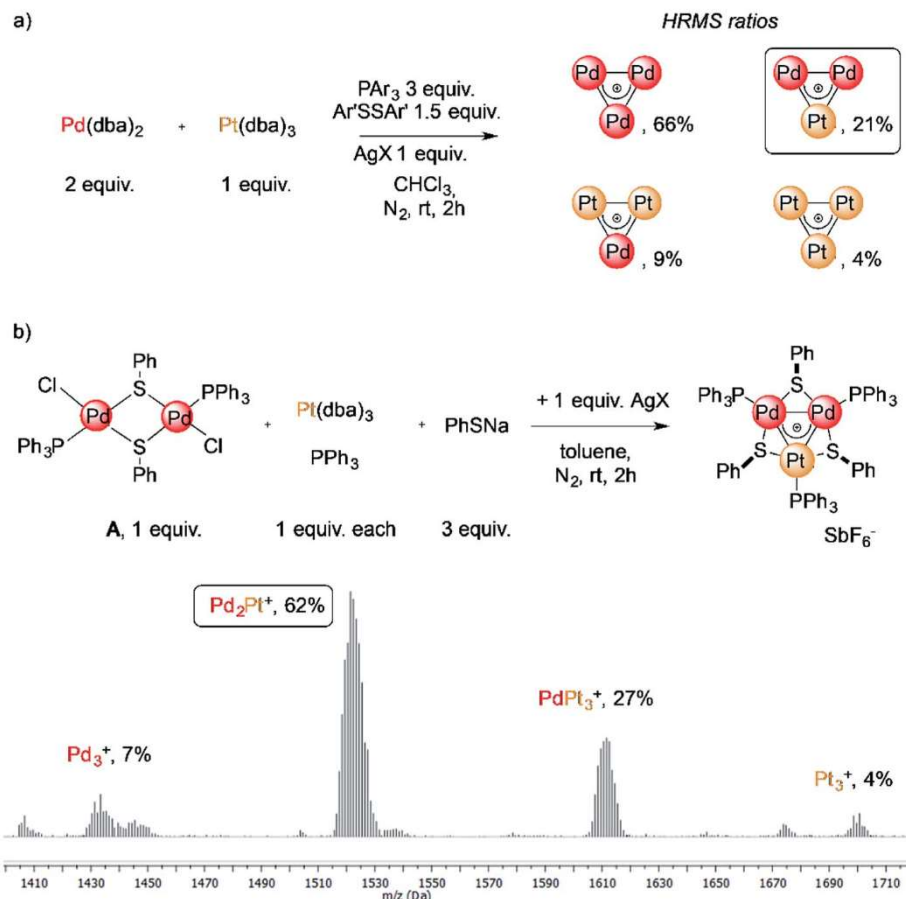 a)
HRMS ratios
Pd(dba)2 + Pt(dba)3
2 equiv. 1 equiv.
PAr3 3 equiv.
Ar'SSAr' 1.5 equiv.
AgX 1 equiv.
CHCl3,
N2, rt, 2h
Pd Pd
Pd , 66%
Pd Pd
Pt , 21%
Pt Pt
Pd , 9%
Pt Pt
Pt , 4%
b)
Ph
Cl S PPh3
Pd Pd
Ph3P S Cl
Ph
+ Pt(dba)3 + PhSNa
PPh3
A, 1 equiv. 1 equiv. each 3 equiv.
+ 1 equiv. AgX
toluene,
N2, rt, 2h
Ph
Ph3P S PPh3
Pd Pd
S Pt S
Ph Ph
PPh3
SbF6-
Pd2Pt+, 62%
PdPt3+, 27%
Pd3+, 7%
Pt3+, 4%
1410 1430 1450 1470 1490 1510 1530 1550 1570 1590 1610 1630 1650 1670 1690 1710
m/z (Da)